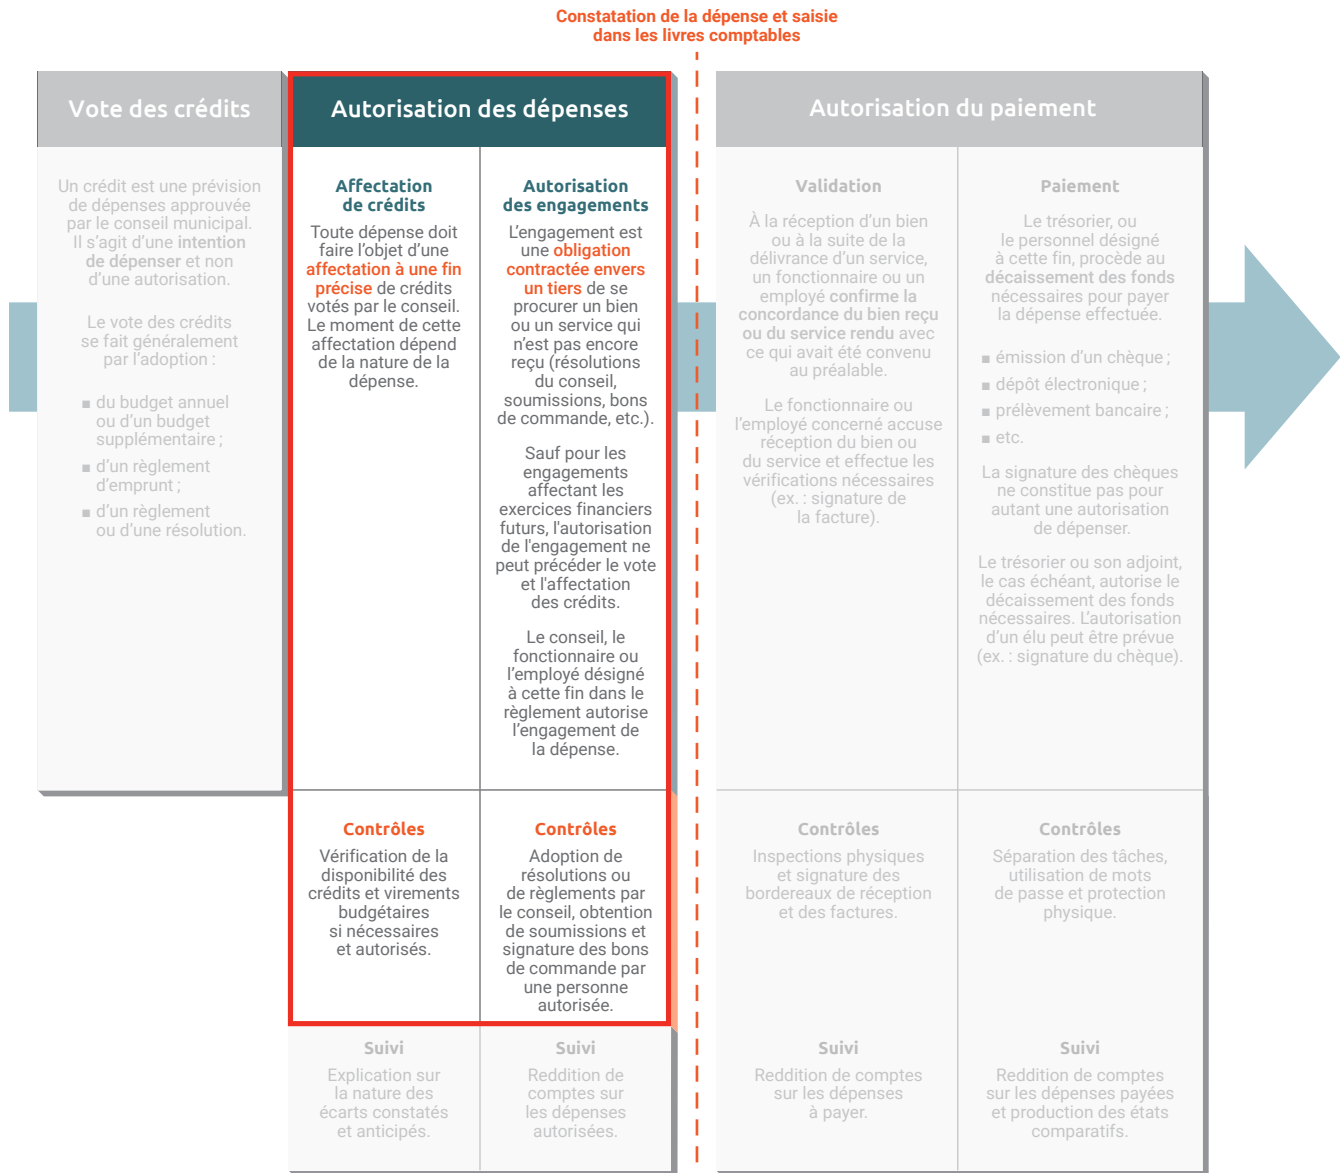 Constatation de la dépense et saisie
dans les livres comptables
Vote des crédits
Un crédit est une prévision
de dépenses approuvée
par le conseil municipal.
Il s’agit d’une intention
de dépenser et non
d’une autorisation.
Le vote des crédits
se fait généralement
par l’adoption :
■ du budget annuel
ou d’un budget
supplémentaire ;
■ d’un règlement
d’emprunt ;
■ d’un règlement
ou d’une résolution.
Autorisation des dépenses
Affectation
de crédits
Toute dépense doit
faire l’objet d’une
affectation à une fin
précise de crédits
votés par le conseil.
Le moment de cette
affectation dépend
de la nature de la
dépense.
Contrôles
Vérification de la
disponibilité des
crédits et virements
budgétaires
si nécessaires
et autorisés.
Suivi
Explication sur
la nature des
écarts constatés
et anticipés.
Autorisation
des engagements
L’engagement est
une obligation
contractée envers
un tiers de se
procurer un bien
ou un service qui
n’est pas encore
reçu (résolutions
du conseil,
soumissions, bons
de commande, etc.).
Sauf pour les
engagements
affectant les
exercices financiers
futurs, l'autorisation
de l'engagement ne
peut précéder le vote
et l'affectation
des crédits.
Le conseil, le
fonctionnaire ou
l’employé désigné
à cette fin dans le
règlement autorise
l’engagement de
la dépense.
Contrôles
Adoption de
résolutions ou
de règlements par
le conseil, obtention
de soumissions et
signature des bons
de commande par
une personne
autorisée.
Suivi
Reddition de
comptes sur
les dépenses
autorisées.
Autorisation du paiement
Validation
À la réception d’un bien
ou à la suite de la
délivrance d’un service,
un fonctionnaire ou un
employé confirme la
concordance du bien reçu
ou du service rendu avec
ce qui avait été convenu
au préalable.
Le fonctionnaire ou
l’employé concerné accuse
réception du bien ou
du service et effectue les
vérifications nécessaires
(ex. : signature de
la facture).
Contrôles
Inspections physiques
et signature des
bordereaux de réception
et des factures.
Suivi
Reddition de comptes
sur les dépenses
à payer.
Paiement
Le trésorier, ou
le personnel désigné
à cette fin, procède au
décaissement des fonds
nécessaires pour payer
la dépense effectuée.
■ émission d’un chèque ;
■ dépôt électronique ;
■ prélèvement bancaire ;
■ etc.
La signature des chèques
ne constitue pas pour
autant une autorisation
de dépenser.
Le trésorier ou son adjoint,
le cas échéant, autorise le
décaissement des fonds
nécessaires. L’autorisation
d’un élu peut être prévue
(ex. : signature du chèque).
Contrôles
Séparation des tâches,
utilisation de mots
de passe et protection
physique.
Suivi
Reddition de comptes
sur les dépenses payées
et production des états
comparatifs.